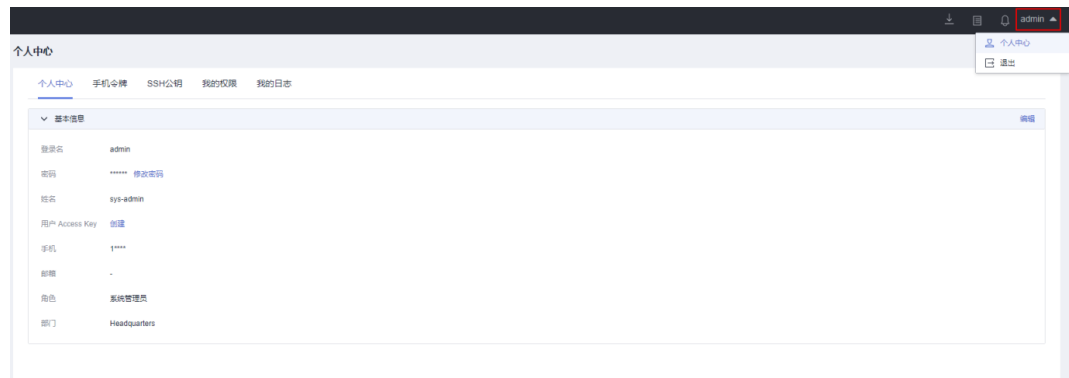 admin
个人中心
退出
个人中心
个人中心 手机令牌 SSH公钥 我的权限 我的日志
基本信息 编辑
登录名 admin
密码 ****** 修改密码
姓名 sys-admin
用户 Access Key 创建
手机 1****
邮箱 -
角色 系统管理员
部门 Headquarters